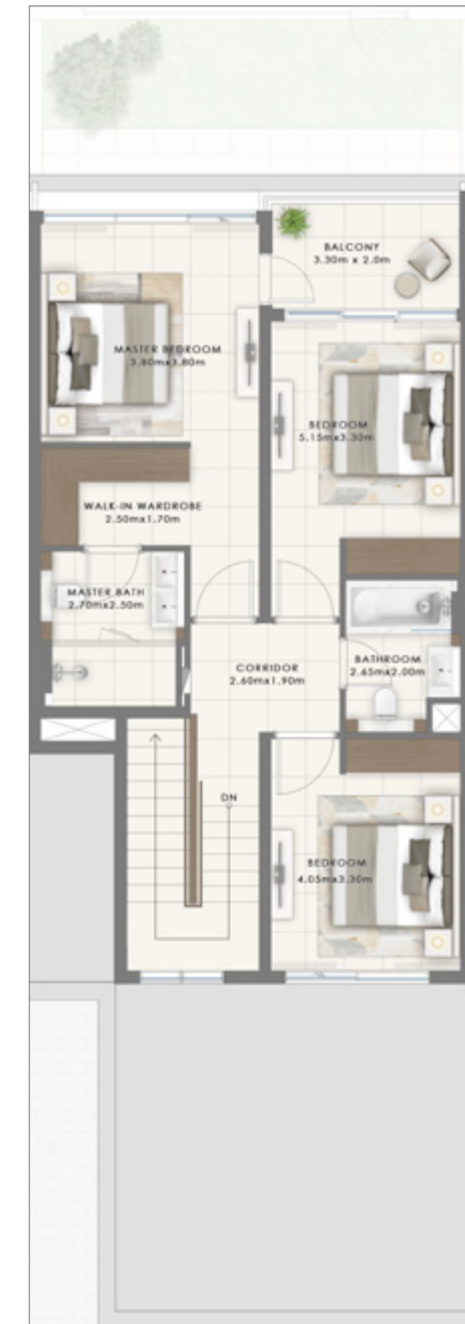 BALCONY
3.30m x 2.0m
MASTER BEDROOM
3.80mx3.80m
BEDROOM
5.15mx3.30m
WALK-IN WARDROBE
2.50mx1.70m
MASTER BATH
2.70mx2.50m
CORRIDOR
2.60mx1.90m
BATHROOM
2.65mx2.00m
DN
BEDROOM
4.05mx3.30m